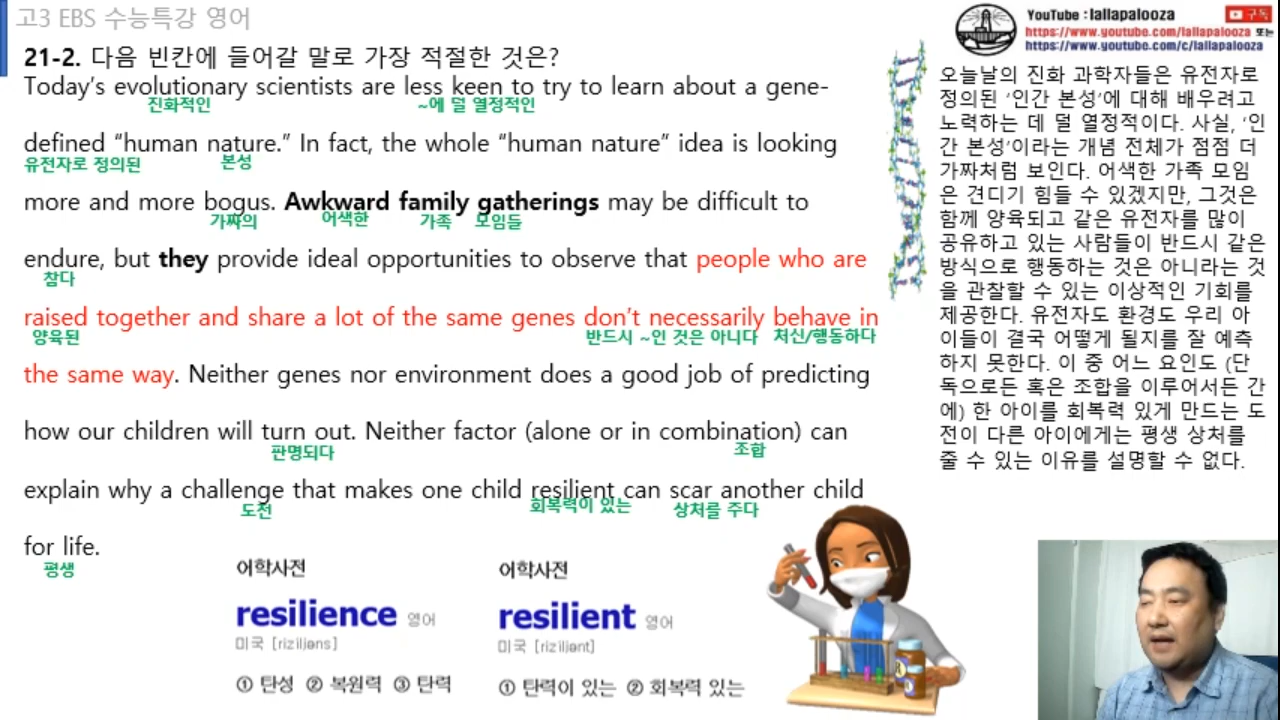 고3 EBS 수능특강 영어
21-2. 다음 빈칸에 들어갈 말로 가장 적절한 것은?
Today’s evolutionary scientists are less keen to try to learn about a gene-
진화적인 ~에 덜 열정적인
defined “human nature.” In fact, the whole “human nature” idea is looking
유전자로 정의된 본성
more and more bogus. Awkward family gatherings may be difficult to
가짜의 어색한 가족 모임들
endure, but they provide ideal opportunities to observe that people who are
참다
raised together and share a lot of the same genes don’t necessarily behave in
양육된 반드시 ~인 것은 아니다 처신/행동하다
the same way. Neither genes nor environment does a good job of predicting
how our children will turn out. Neither factor (alone or in combination) can
판명되다 조합
explain why a challenge that makes one child resilient can scar another child
도전 회복력이 있는 상처를 주다
for life.
평생
어학사전
resilience 영어
미국 [riziliəns]
① 탄성 ② 복원력 ③ 탄력
어학사전
resilient 영어
미국 [riziliənt]
① 탄력이 있는 ② 회복력 있는
YouTube : lallapalooza
구독
https://www.youtube.com/lallapalooza 또는
https://www.youtube.com/c/lallapalooza
오늘날의 진화 과학자들은 유전자로
정의된 ‘인간 본성’에 대해 배우려고
노력하는 데 덜 열정적이다. 사실, ‘인
간 본성’이라는 개념 전체가 점점 더
가짜처럼 보인다. 어색한 가족 모임
은 견디기 힘들 수 있겠지만, 그것은
함께 양육되고 같은 유전자를 많이
공유하고 있는 사람들이 반드시 같은
방식으로 행동하는 것은 아니라는 것
을 관찰할 수 있는 이상적인 기회를
제공한다. 유전자도 환경도 우리 아
이들이 결국 어떻게 될지를 잘 예측
하지 못한다. 이 중 어느 요인도 (단
독으로든 혹은 조합을 이루어서든 간
에) 한 아이를 회복력 있게 만드는 도
전이 다른 아이에게는 평생 상처를
줄 수 있는 이유를 설명할 수 없다.